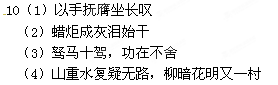 10（1）以手抚膺坐长叹
（2）蜡炬成灰泪始干
（3）驽马十驾，功在不舍
（4）山重水复疑无路，柳暗花明又一村